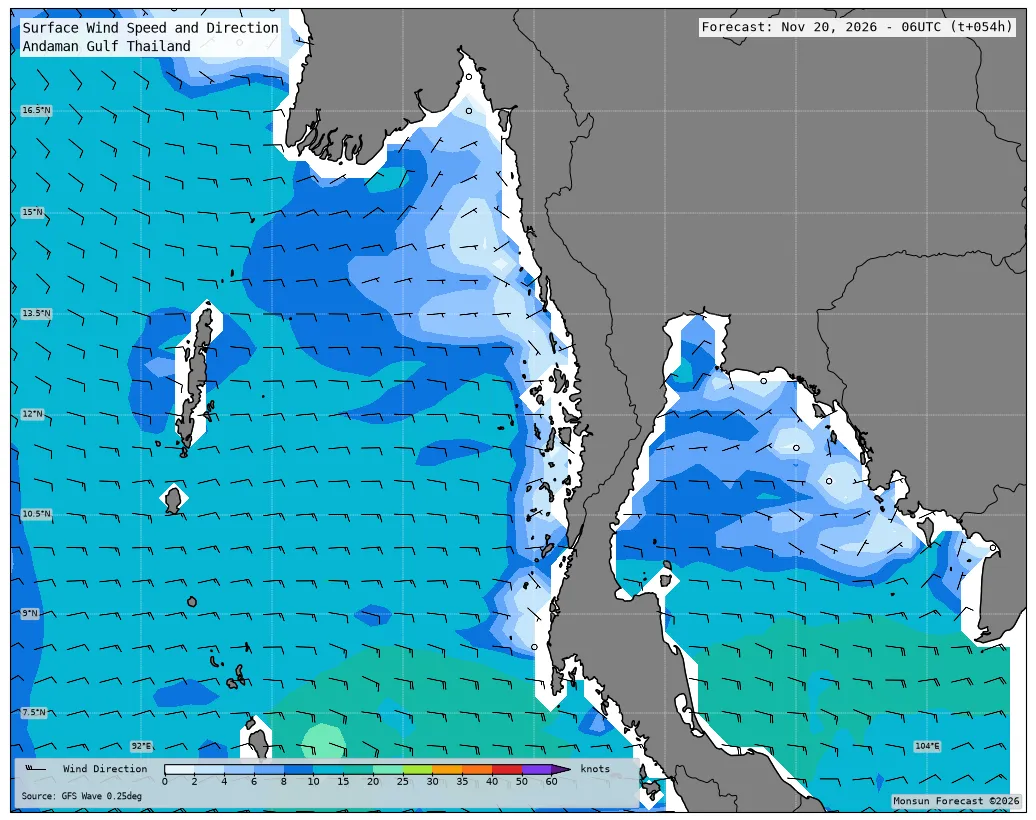 Surface Wind Speed and Direction
Andaman Gulf Thailand
Forecast: Nov 20, 2026 - 06UTC (t+054h)
16.5°N
15°N
13.5°N
12°N
10.5°N
9°N
7.5°N
92°E
104°E
Wind Direction
0 2 4 6 8 10 15 20 25 30 35 40 50 60
knots
Source: GFS Wave 0.25deg
Monsun Forecast ©2026